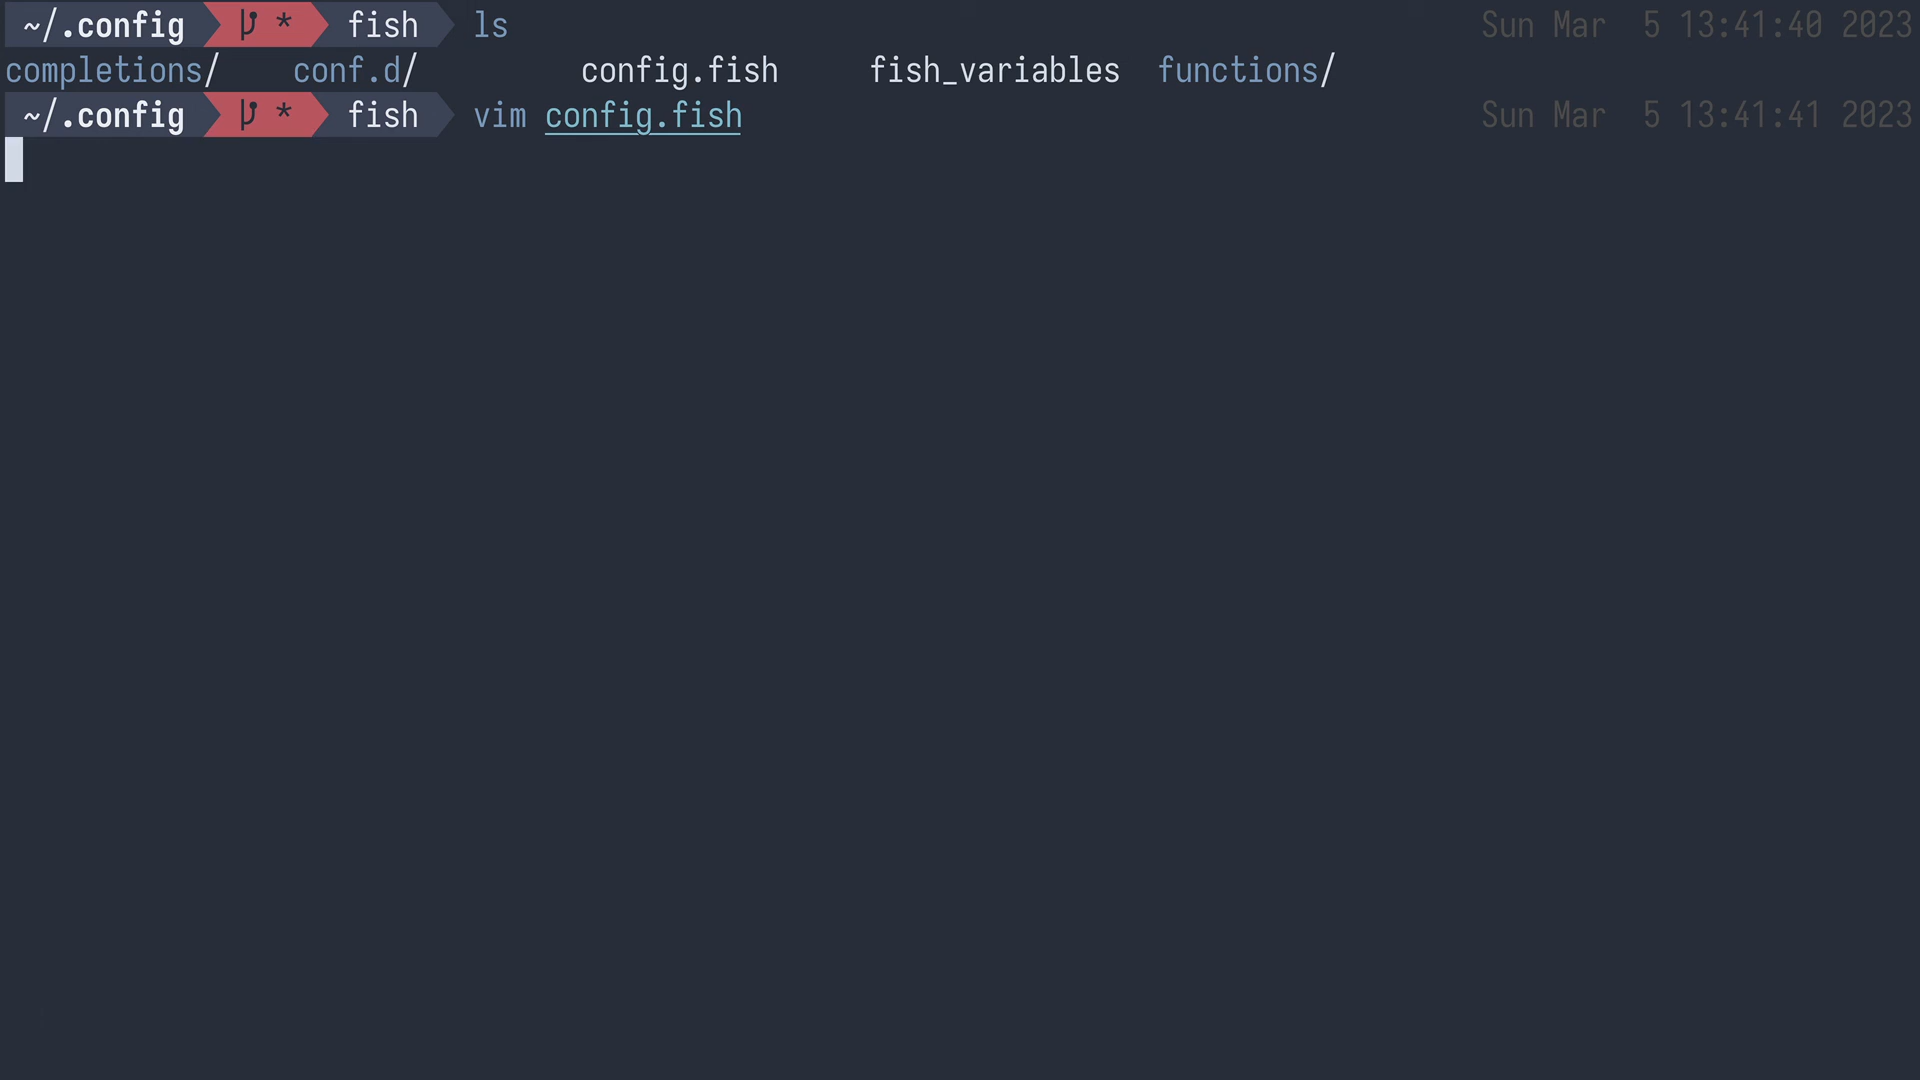 ~/.config * fish ls Sun Mar 5 13:41:40 2023
completions/ conf.d/ config.fish fish_variables functions/
~/.config * fish vim config.fish Sun Mar 5 13:41:41 2023